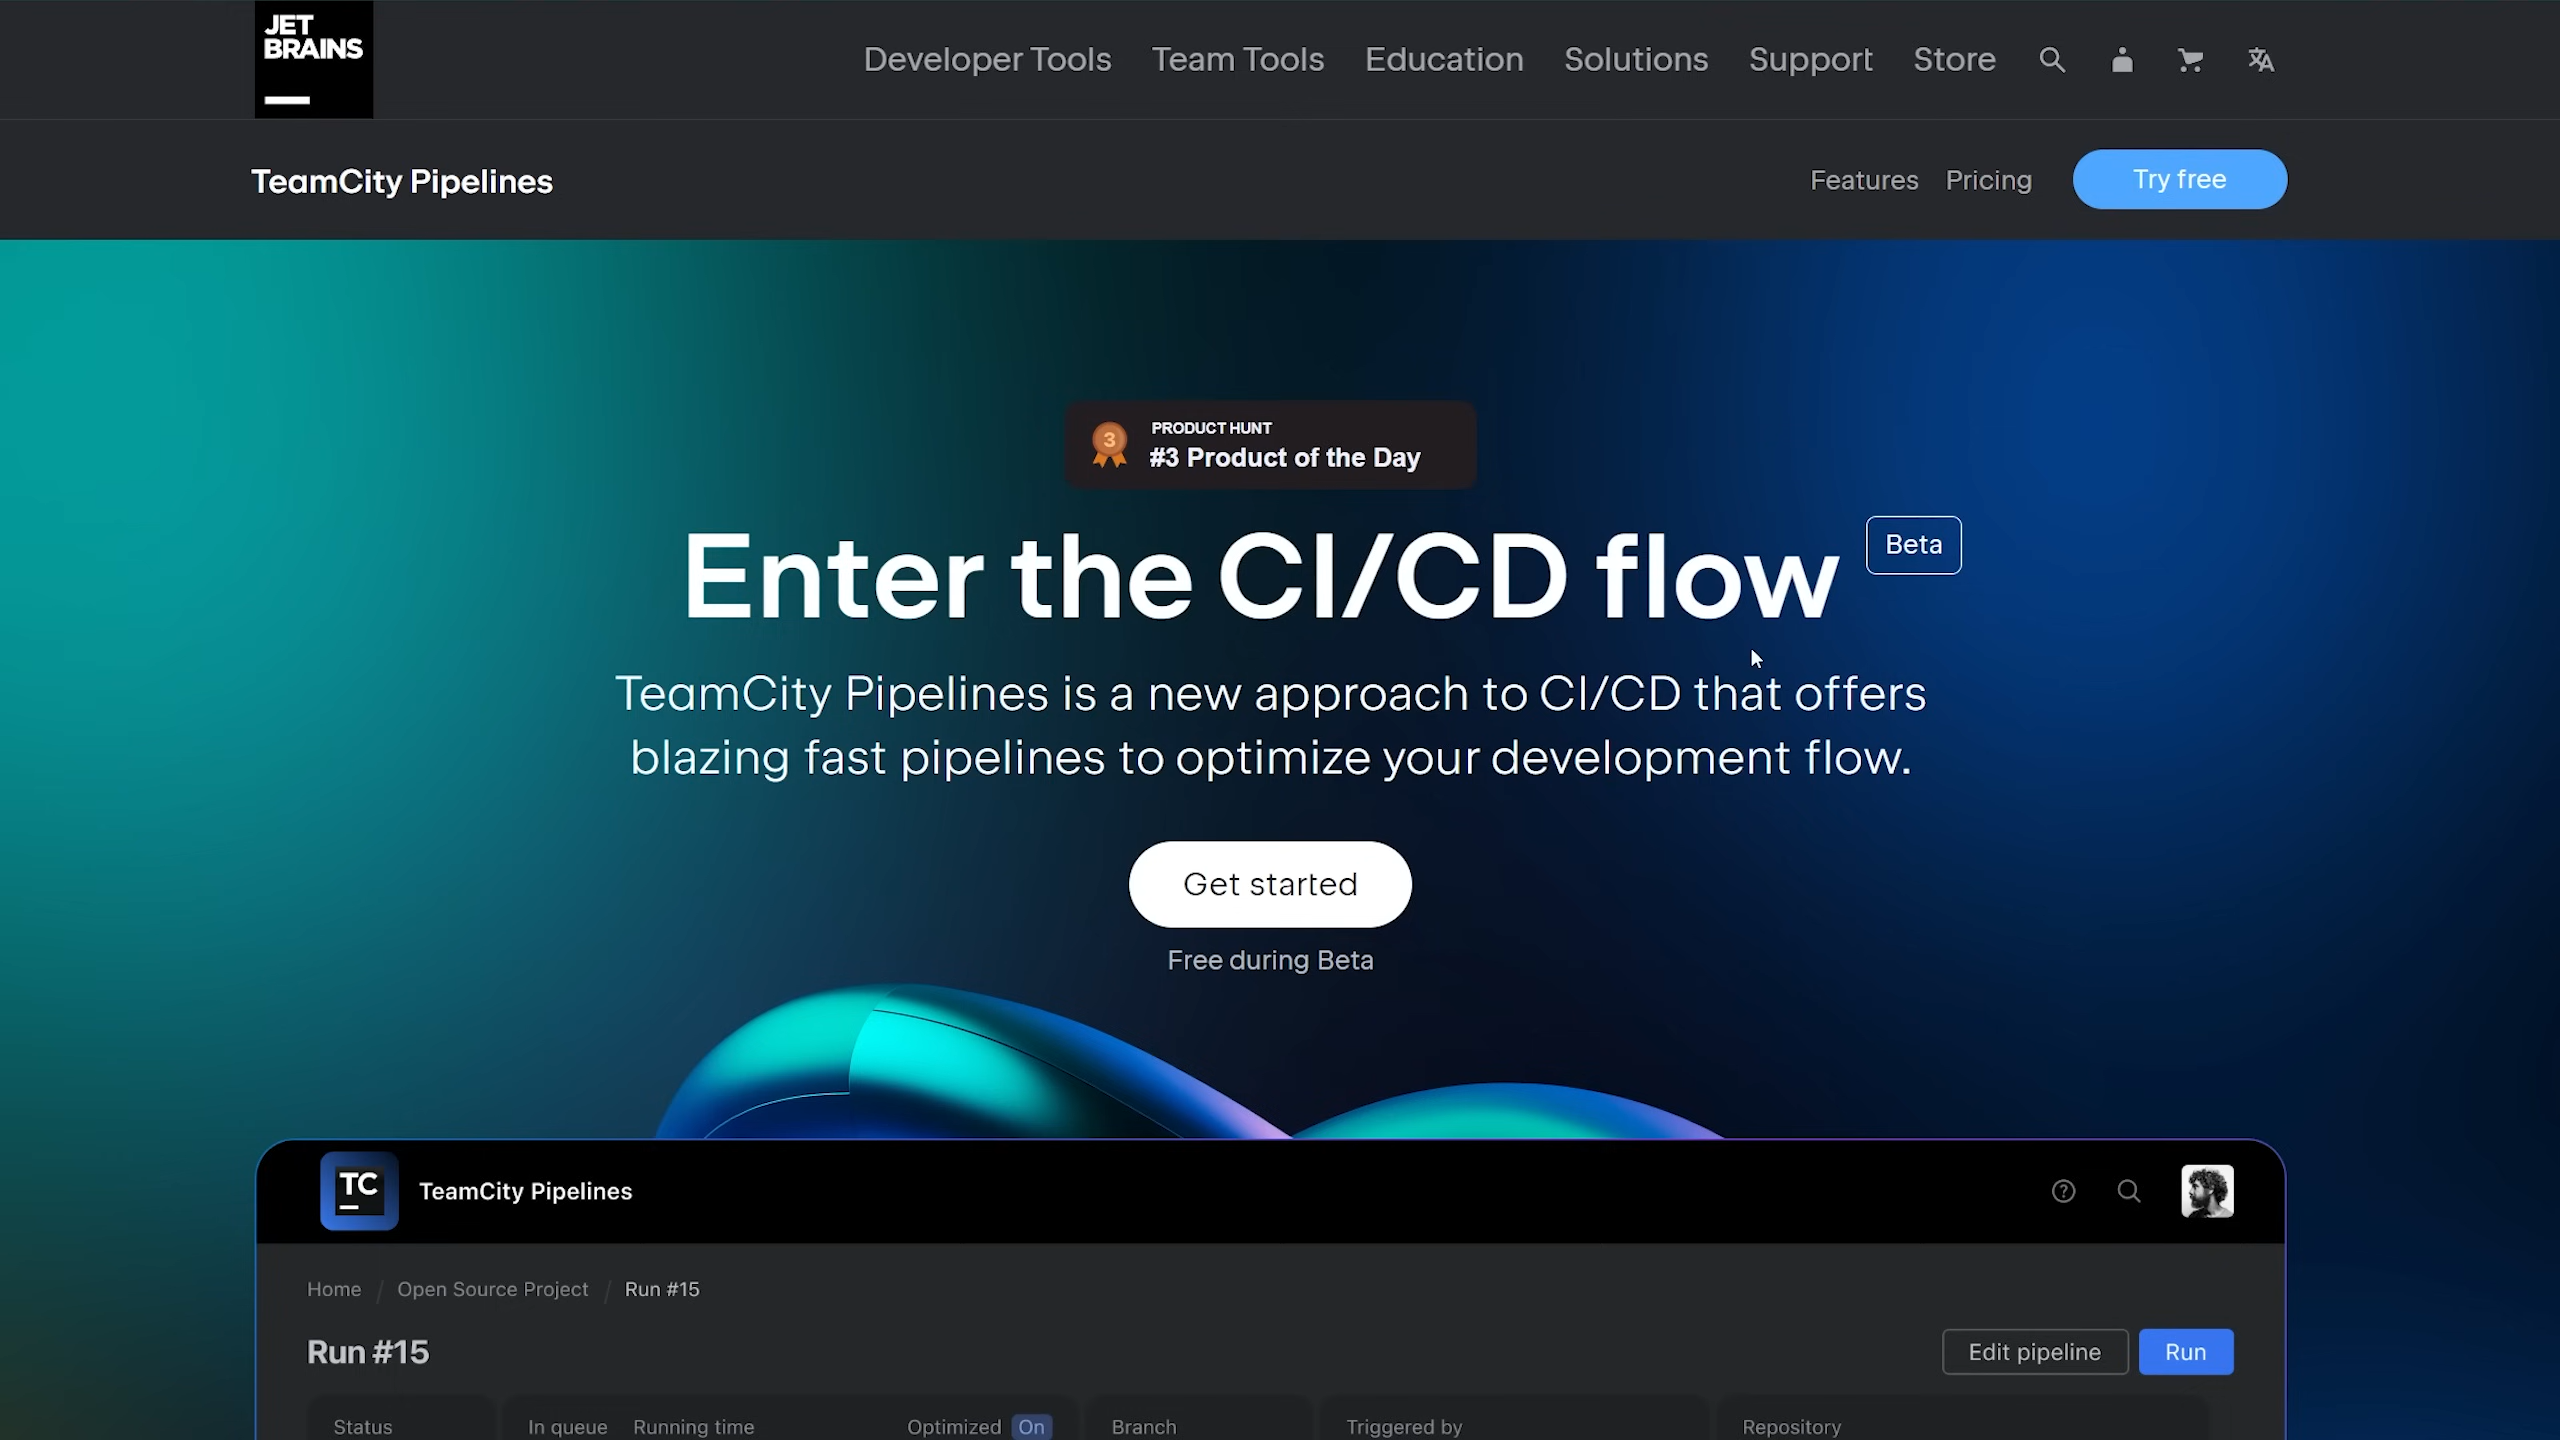 JET
BRAINS
Developer Tools
Team Tools
Education
Solutions
Support
Store
TeamCity Pipelines
Features
Pricing
Try free
3
PRODUCT HUNT
#3 Product of the Day
Enter the CI/CD flow
Beta
TeamCity Pipelines is a new approach to CI/CD that offers
blazing fast pipelines to optimize your development flow.
Get started
Free during Beta
TC
TeamCity Pipelines
Home / Open Source Project / Run #15
Run #15
Edit pipeline
Run
Status
In queue
Running time
Optimized
On
Branch
Triggered by
Repository